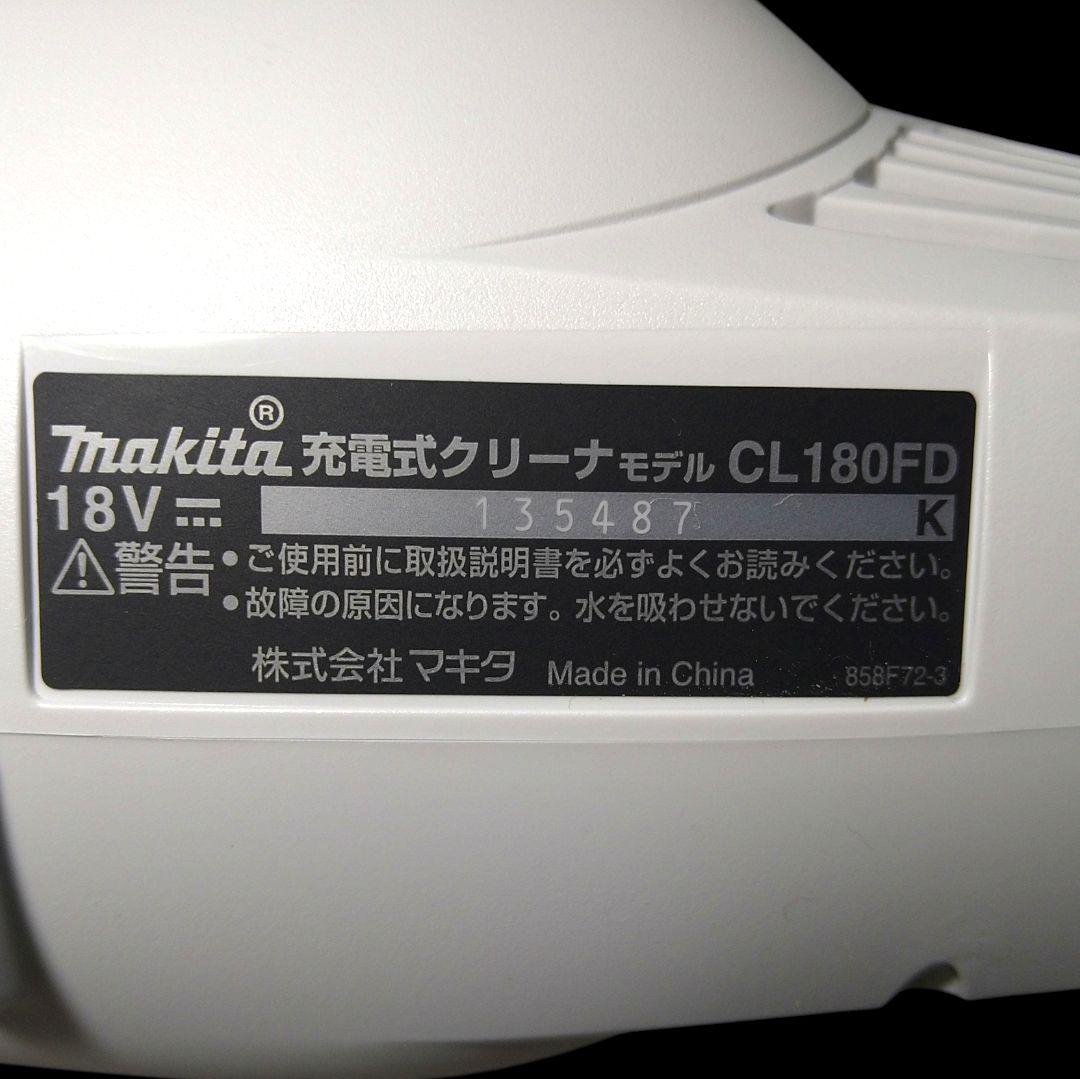 makita® 充電式クリーナ モデル CL180FD
18V 135487 K
警告 ・ご使用前に取扱説明書を必ずよくお読みください。
・故障の原因になります。水を吸わせないでください。
株式会社 マキタ Made in China 858F72-3